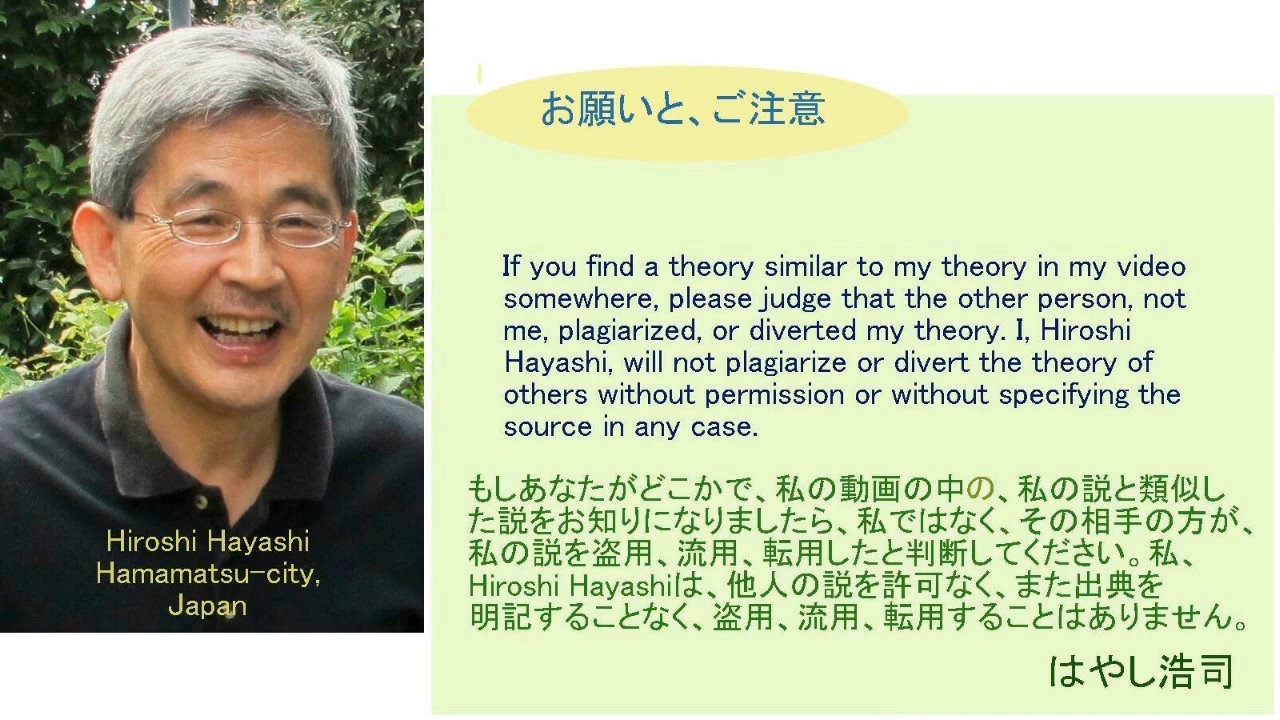 お願いと、ご注意
If you find a theory similar to my theory in my video
somewhere, please judge that the other person, not
me, plagiarized, or diverted my theory. I, Hiroshi
Hayashi, will not plagiarize or divert the theory of
others without permission or without specifying the
source in any case.
もしあなたがどこかで、私の動画の中の、私の説と類似し
た説をお知りになりましたら、私ではなく、その相手の方が、
私の説を盗用、流用、転用したと判断してください。私、
Hiroshi Hayashiは、他人の説を許可なく、また出典を
明記することなく、盗用、流用、転用することはありません。
はやし浩司
Hiroshi Hayashi
Hamamatsu-city,
Japan